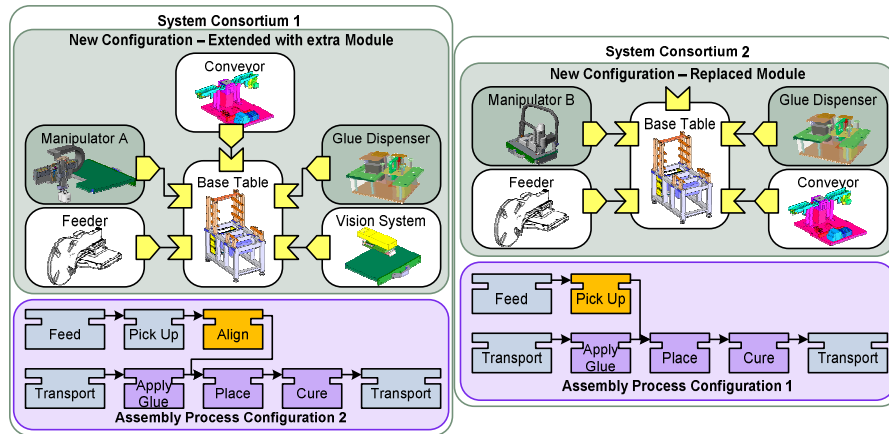 System Consortium 1
New Configuration – Extended with extra Module
Conveyor
Manipulator A
Glue Dispenser
Base Table
Feeder
Vision System
Feed
Pick Up
Align
Transport
Apply
Glue
Place
Cure
Transport
Assembly Process Configuration 2
System Consortium 2
New Configuration – Replaced Module
Manipulator B
Glue Dispenser
Base Table
Feeder
Conveyor
Feed
Pick Up
Transport
Apply
Glue
Place
Cure
Transport
Assembly Process Configuration 1